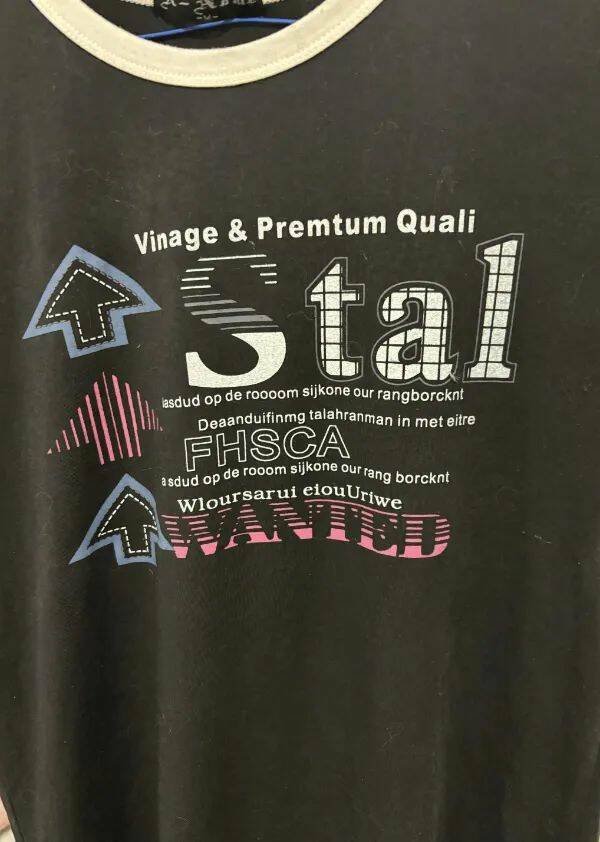 Vinage & Premtum Quali
Stal
iasdud op de roooom sijkone our rangborcknt
Deaanduifinmg talahranman in met eitre
FHSCA
a sdud op de rooom sijkone our rang borcknt
Wloursarui eiouUriwe
WANTED